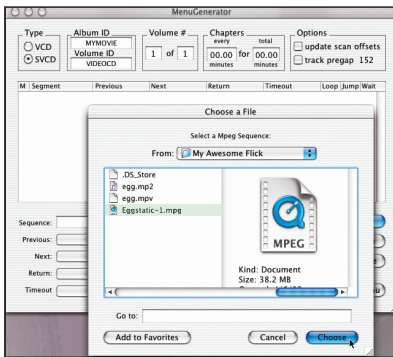 MenuGenerator
Type
VCD
SVCD
Album ID
MYMOVIE
Volume ID
VIDEOCD
Volume #
1 of 1
Chapters
every total
00.00 for 00.00
minutes minutes
Options
update scan offsets
track pregap 152
M Segment Previous Next Return Timeout Loop Jump Wait
Choose a File
Select a Mpeg Sequence:
From: My Awesome Flick
.DS_Store
egg.mp2
egg.mpv
Eggstatic-1.mpg
MPEG
Kind: Document
Size: 38.2 MB
Sequence:
Previous:
Next:
Return:
Timeout
Go to:
Add to Favorites
Cancel
Choose